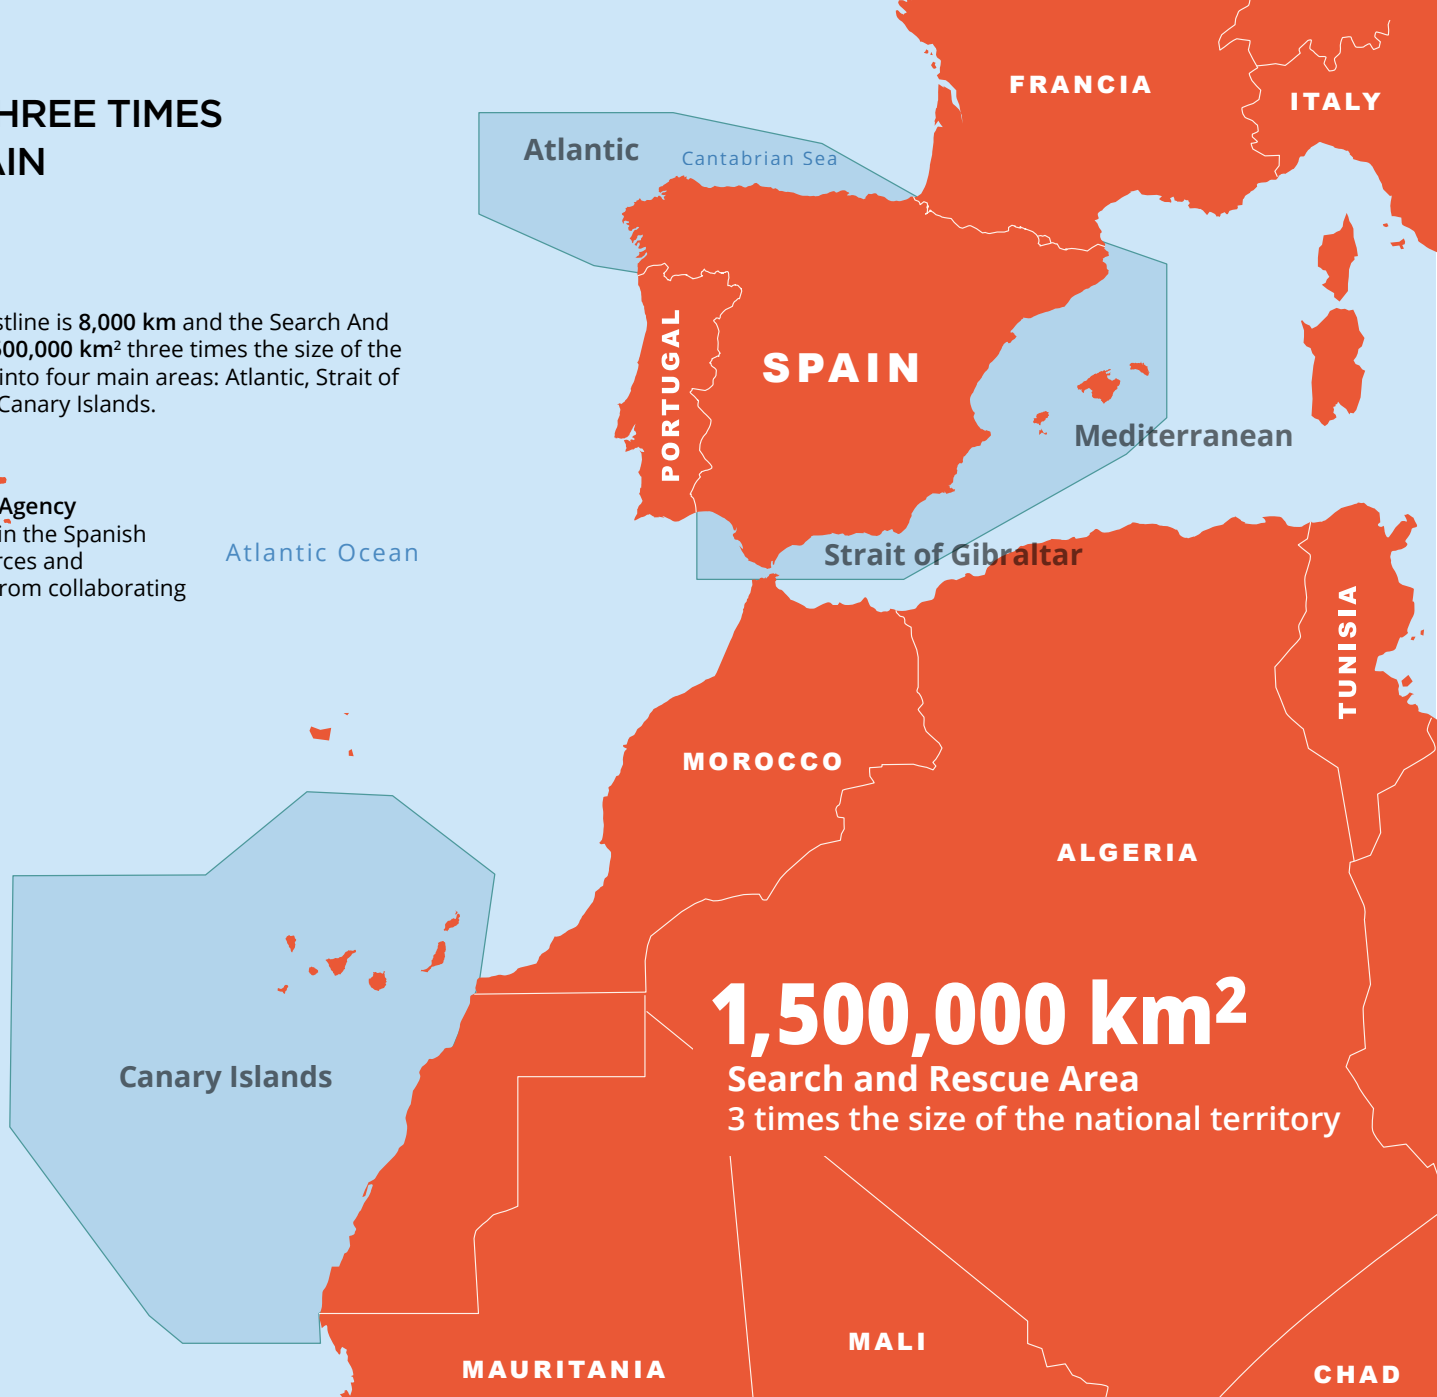 HREE TIMES
AIN
stline is 8,000 km and the Search And
500,000 km² three times the size of the
into four main areas: Atlantic, Strait of
Canary Islands.
Agency
in the Spanish
rces and
rom collaborating
FRANCIA
ITALY
Atlantic
Cantabrian Sea
PORTUGAL
SPAIN
Mediterranean
Atlantic Ocean
Strait of Gibraltar
TUNISIA
MOROCCO
ALGERIA
1,500,000 km²
Search and Rescue Area
3 times the size of the national territory
Canary Islands
MALI
MAURITANIA
CHAD